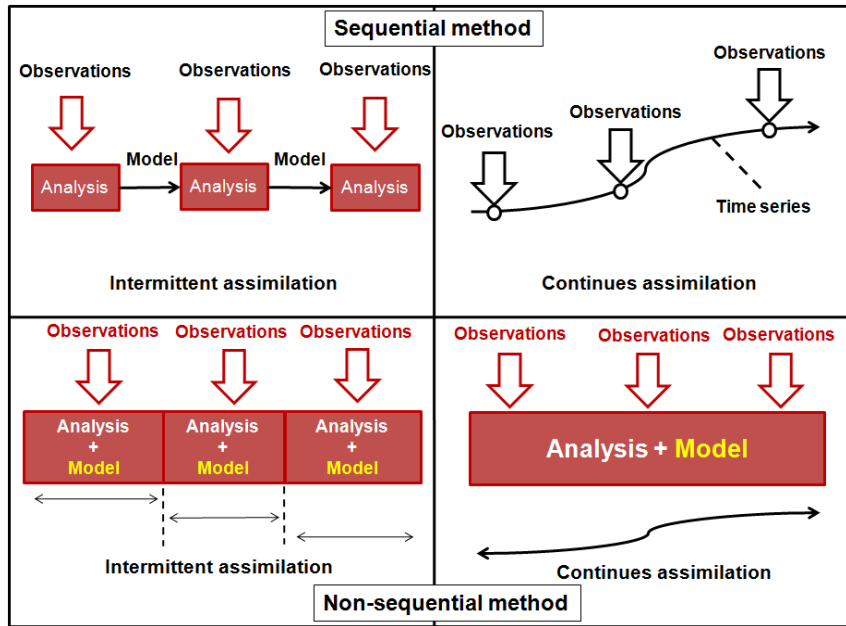 Sequential method
Observations
Observations
Observations
Analysis
Model
Analysis
Model
Analysis
Intermittent assimilation
Observations
Observations
Observations
Time series
Continues assimilation
Observations
Observations
Observations
Analysis
+
Model
Analysis
+
Model
Analysis
+
Model
Intermittent assimilation
Observations
Observations
Observations
Analysis + Model
Continues assimilation
Non-sequential method